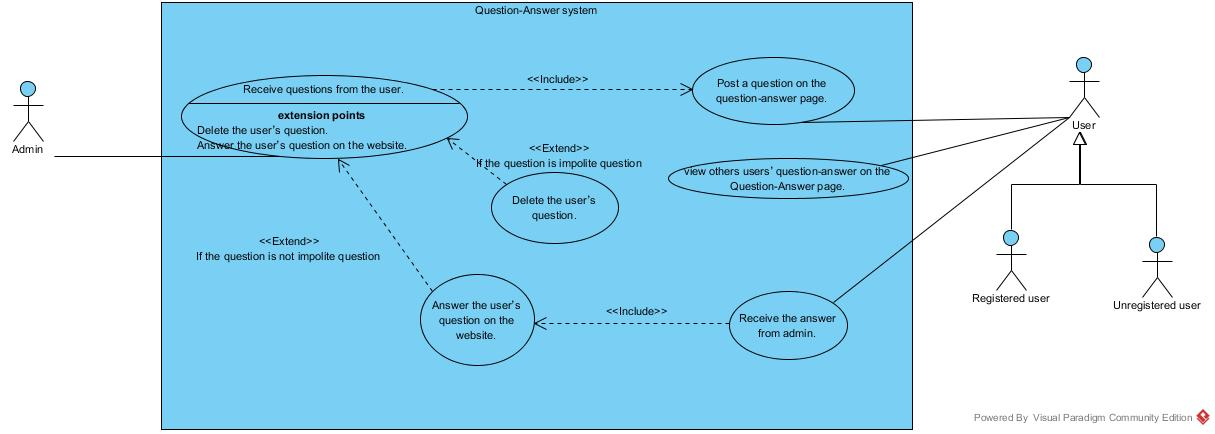 Question-Answer system
Receive questions from the user.
extension points
Delete the user's question.
Answer the user's question on the website.
<<Include>>
Post a question on the
question-answer page.
Admin
User
<<Extend>>
If the question is impolite question
view others users' question-answer on the
Question-Answer page.
Delete the user's
question.
<<Extend>>
If the question is not impolite question
Registered user
Unregistered user
Answer the user's
question on the
website.
<<Include>>
Receive the answer
from admin.
Powered By Visual Paradigm Community Edition